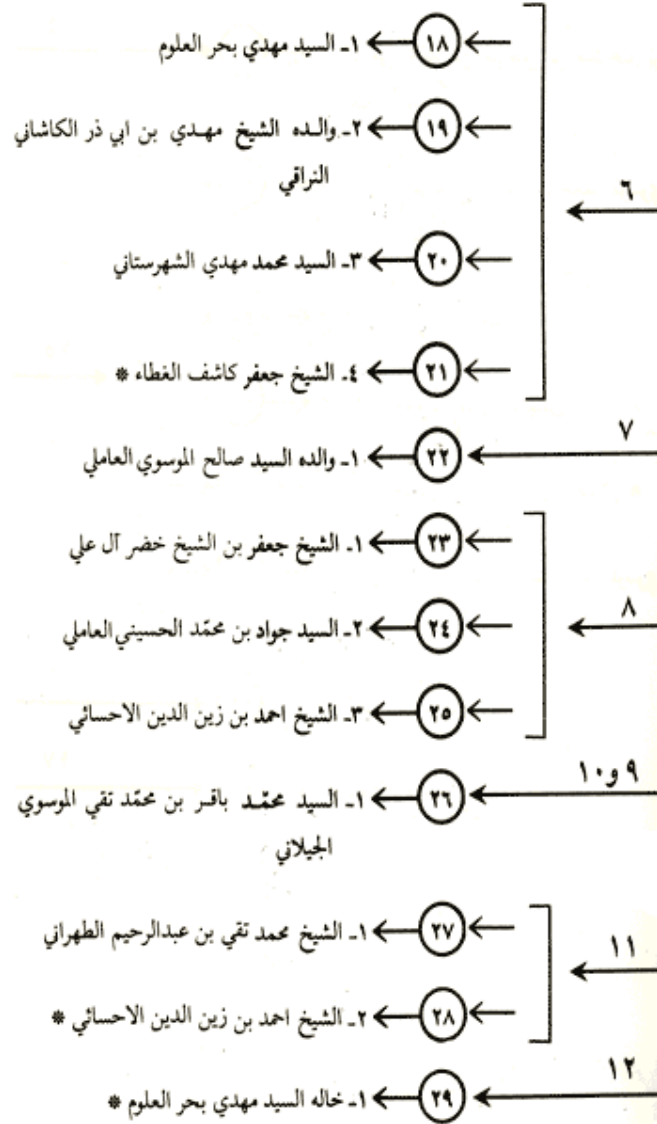 ٦
١٨ ١ـ السيد مهدي بحر العلوم
١٩ ٢ـ والـده الشيخ مهـدي بن ابي ذر الكاشاني
النراقي
٢٠ ٣ـ السيد محمد مهدي الشهرستاني
٢١ ٤ـ الشيخ جعفر كاشف الغطاء *
٧
٢٢ ١ـ والده السيد صالح الموسوي العاملي
٨
٢٣ ١ـ الشيخ جعفر بن الشيخ خضر آل علي
٢٤ ٢ـ السيد جواد بن محمّد الحسيني العاملي
٢٥ ٣ـ الشيخ احمد بن زين الدين الاحسائي
٩ و١٠
٢٦ ١ـ السيد محمّـد باقـر بن محمّد تقي الموسوي
الجيلاني
١١
٢٧ ١ـ الشيخ محمد تقي بن عبدالرحيم الطهراني
٢٨ ٢ـ الشيخ احمد بن زين الدين الاحسائي *
١٢
٢٩ ١ـ خاله السيد مهدي بحر العلوم *